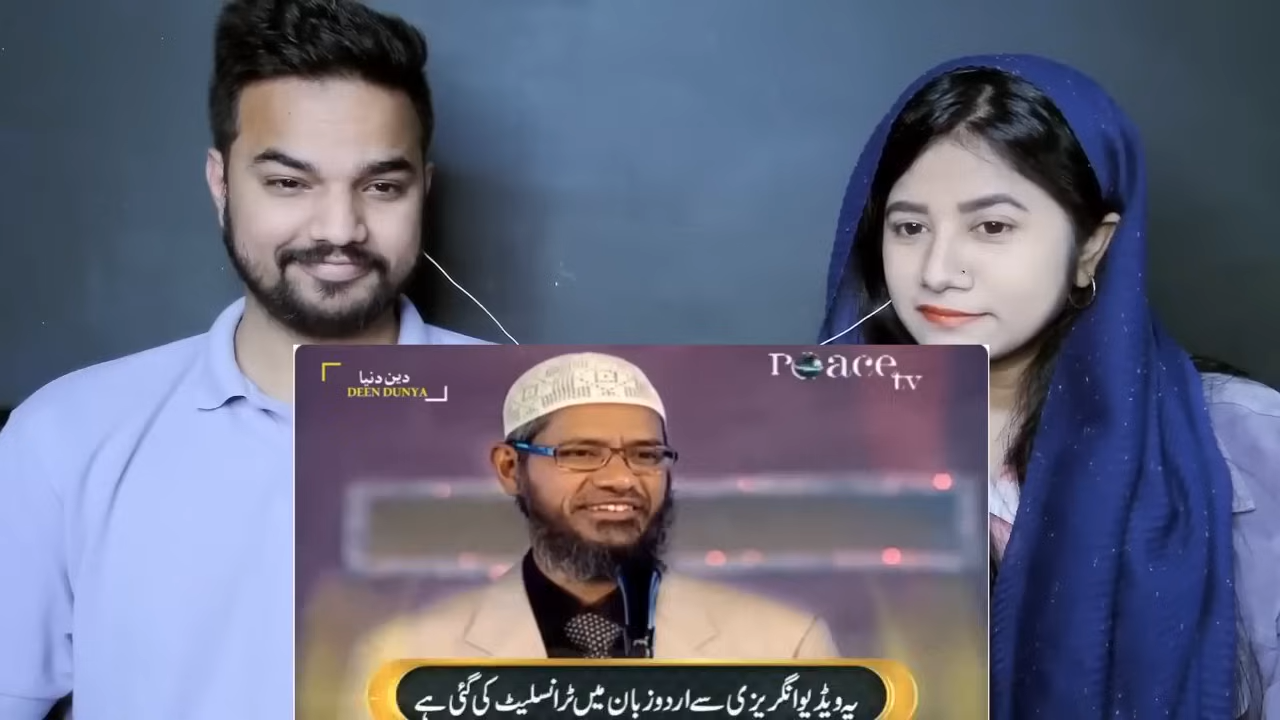 دین دنیا
DEEN DUNYA
Peace tv
یہ ویڈیو انگریزی سے اردو زبان میں ٹرانسلیٹ کی گئی ہے